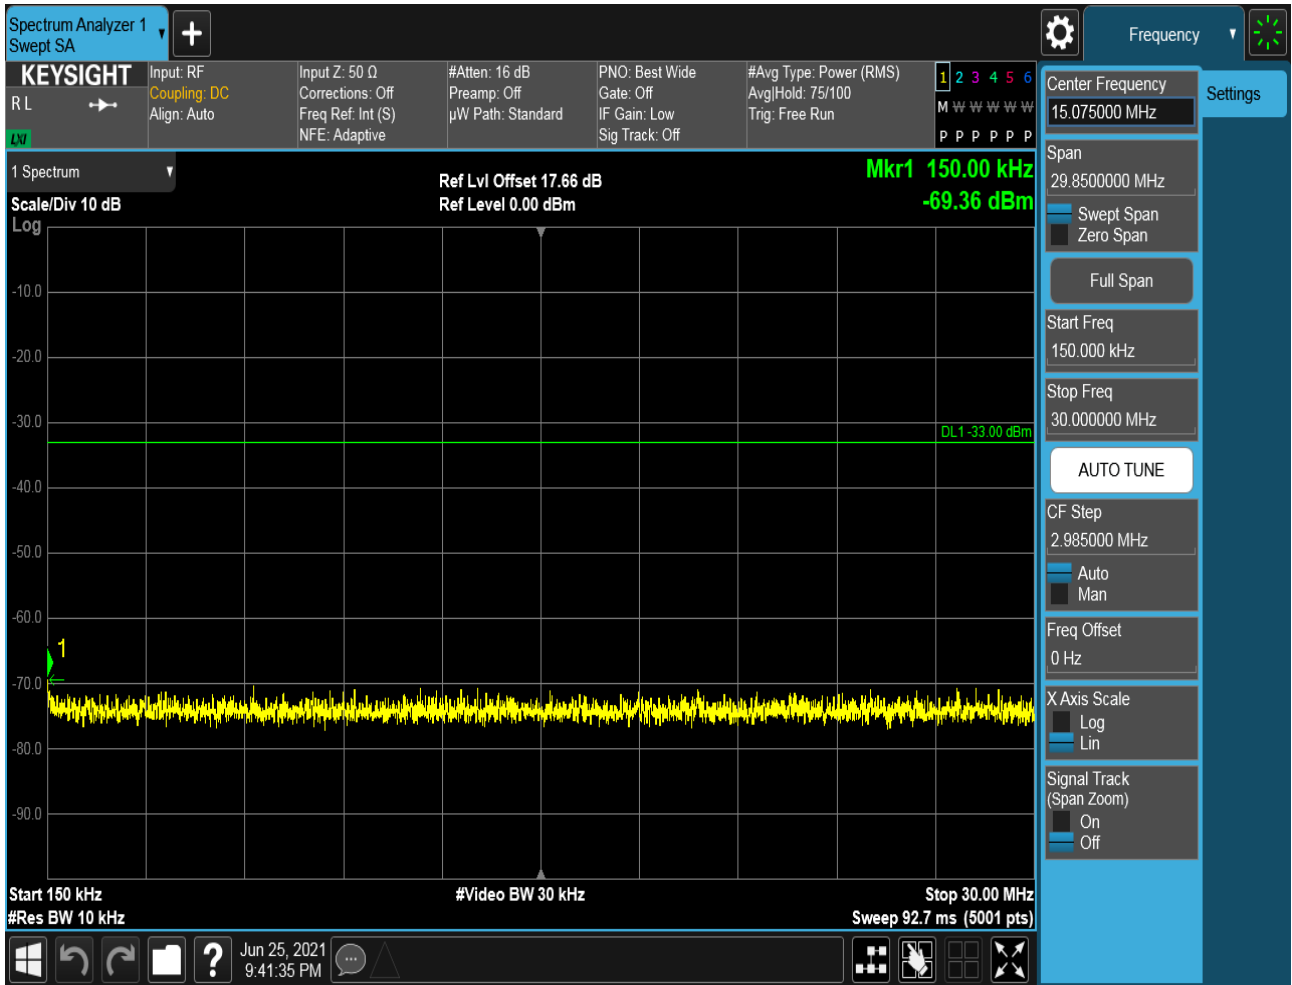 Spectrum Analyzer 1
Swept SA
Frequency
KEYSIGHT
R L
LXI
Input: RF
Coupling: DC
Align: Auto
Input Z: 50 Ω
Corrections: Off
Freq Ref: Int (S)
NFE: Adaptive
#Atten: 16 dB
Preamp: Off
µW Path: Standard
PNO: Best Wide
Gate: Off
IF Gain: Low
Sig Track: Off
#Avg Type: Power (RMS)
Avg|Hold: 75/100
Trig: Free Run
1 2 3 4 5 6
M W W W W W
P P P P P P
1 Spectrum
Scale/Div 10 dB
Log
Ref Lvl Offset 17.66 dB
Ref Level 0.00 dBm
Mkr1 150.00 kHz
-69.36 dBm
-10.0
-20.0
-30.0
DL1 -33.00 dBm
-40.0
-50.0
-60.0
1
-70.0
-80.0
-90.0
Start 150 kHz
#Res BW 10 kHz
#Video BW 30 kHz
Stop 30.00 MHz
Sweep 92.7 ms (5001 pts)
Jun 25, 2021
9:41:35 PM
Center Frequency
15.075000 MHz
Settings
Span
29.8500000 MHz
Swept Span
Zero Span
Full Span
Start Freq
150.000 kHz
Stop Freq
30.000000 MHz
AUTO TUNE
CF Step
2.985000 MHz
Auto
Man
Freq Offset
0 Hz
X Axis Scale
Log
Lin
Signal Track
(Span Zoom)
On
Off